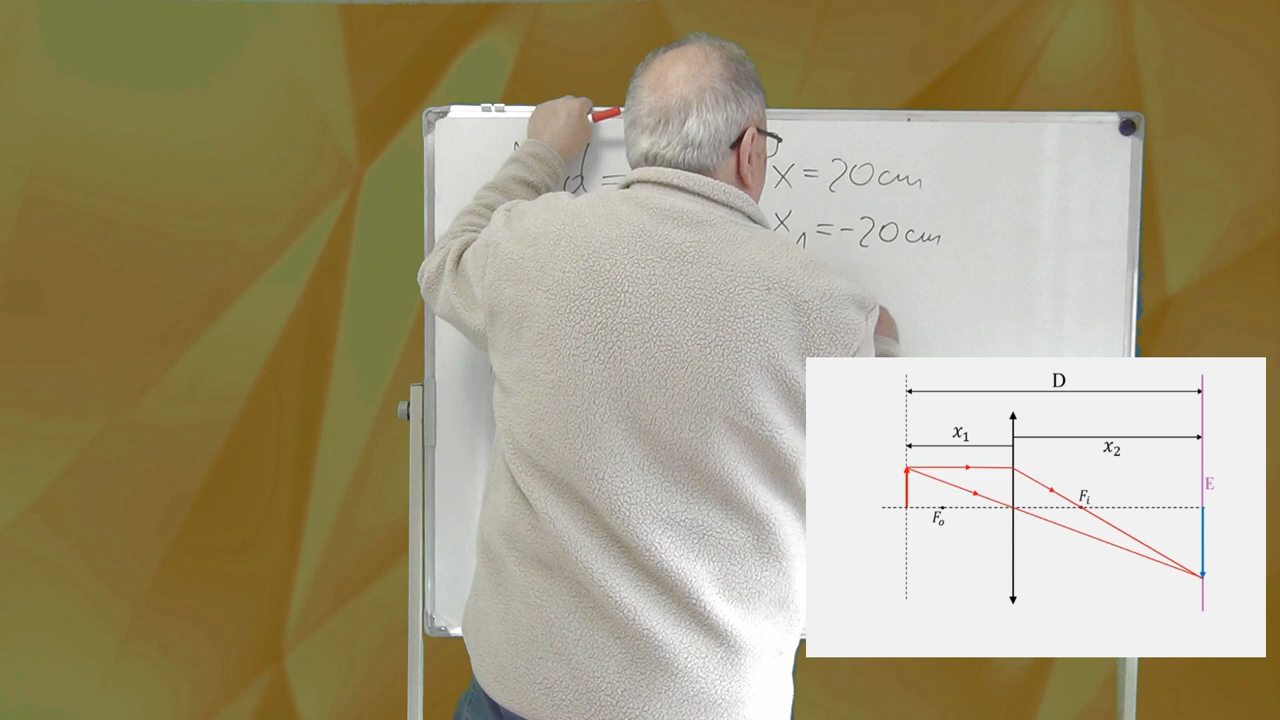 d =
x = 20cm
x₁ = -20cm
D
x₁
x₂
E
Fᵢ
Fₒ